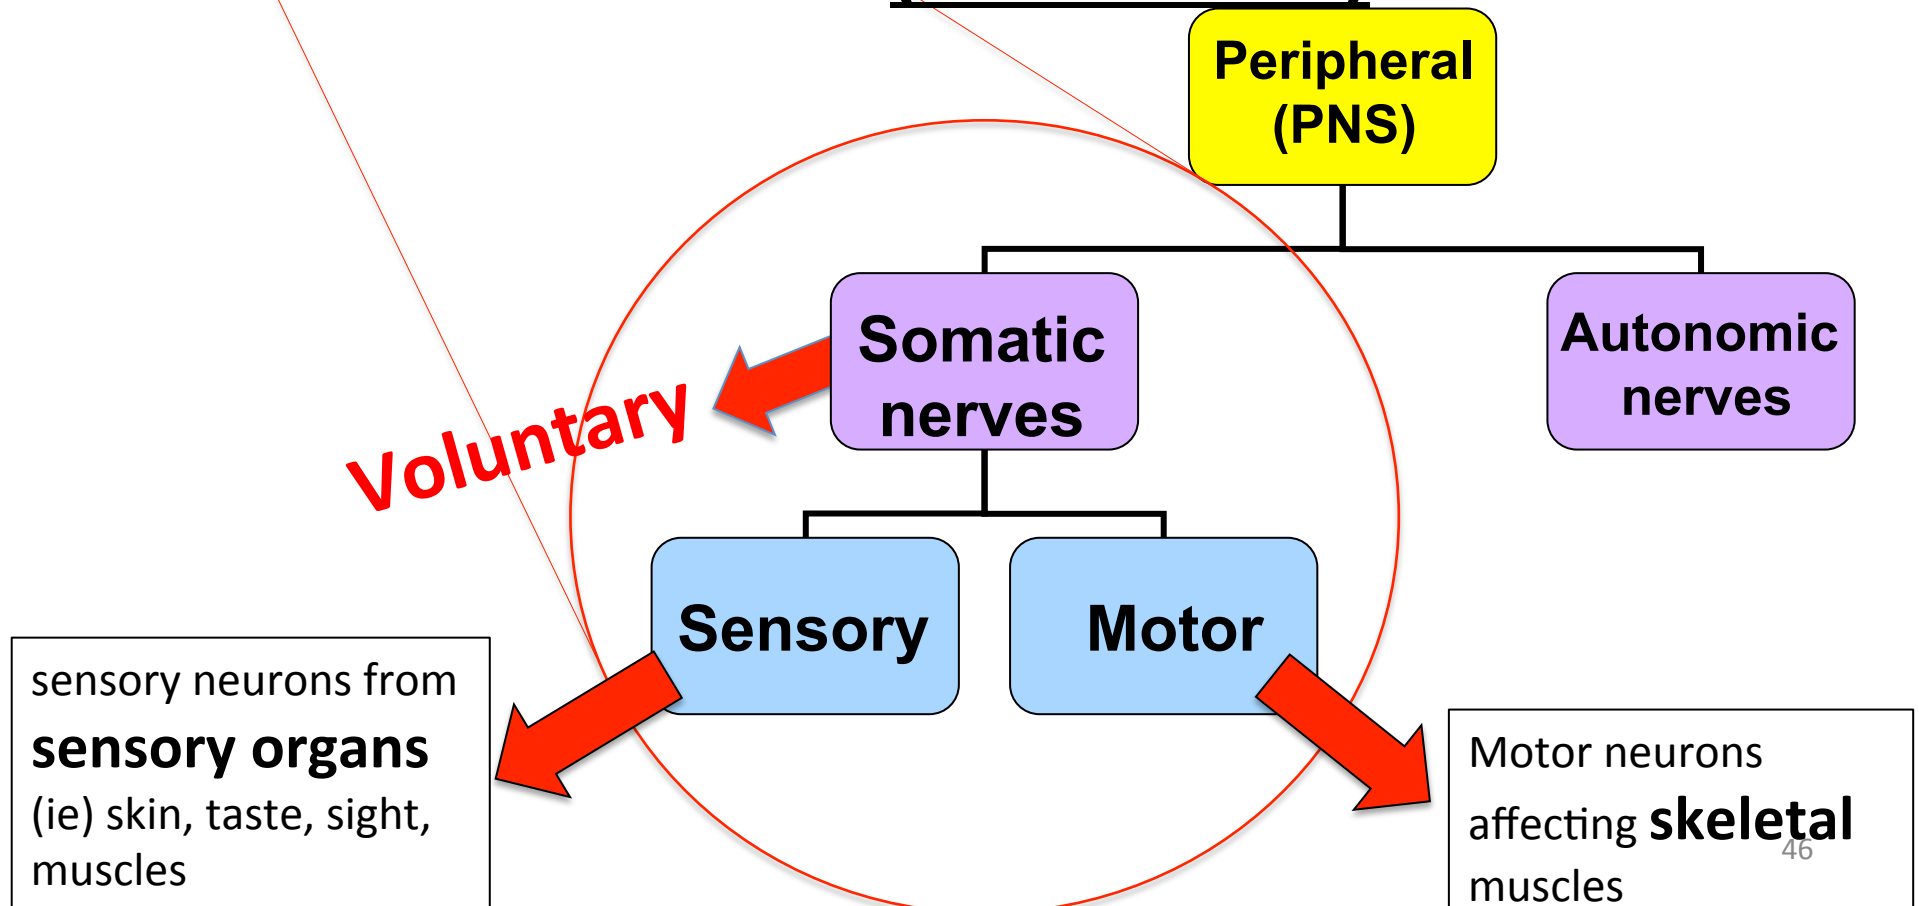 Peripheral
(PNS)
Somatic
nerves
Autonomic
nerves
Voluntary
Sensory
Motor
sensory neurons from
sensory organs
(ie) skin, taste, sight,
muscles
Motor neurons
affecting skeletal
muscles
46